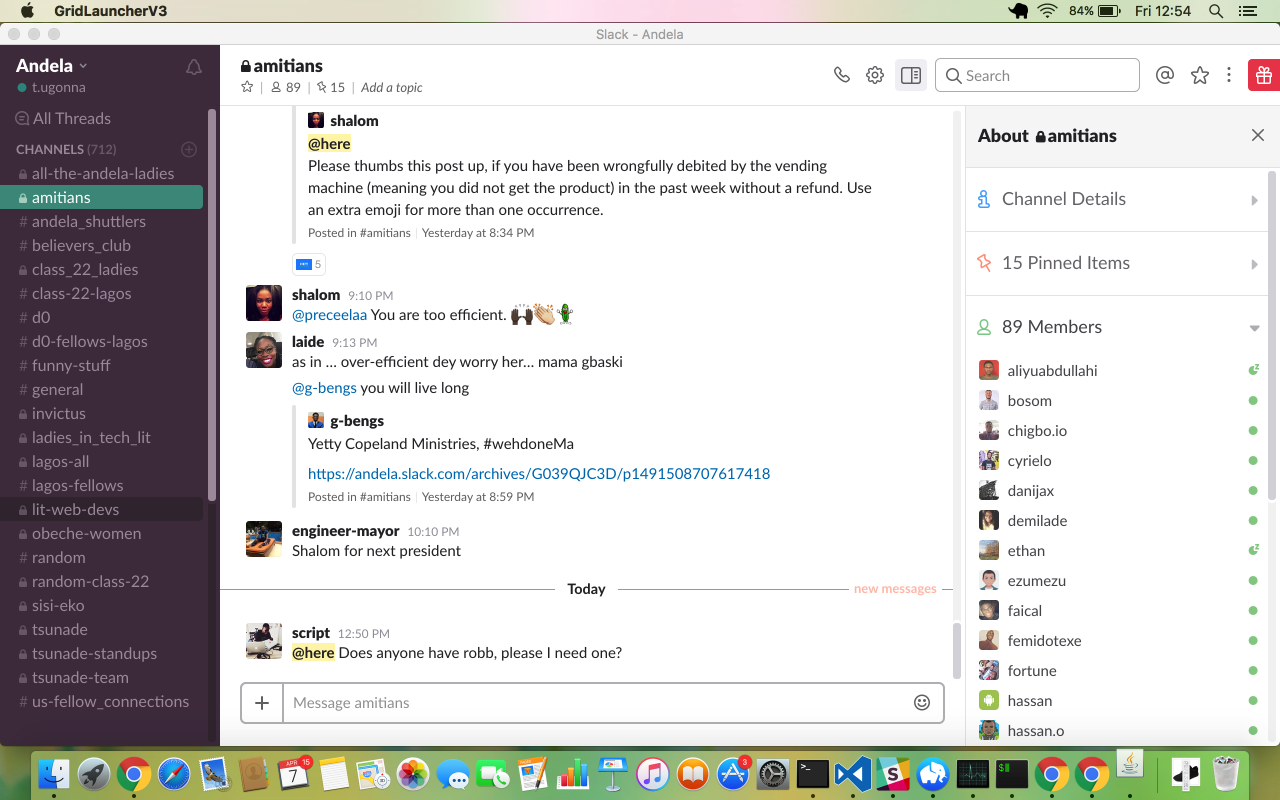 GridLauncherV3
84%
Fri 12:54
Slack - Andela
Andela
t.ugonna
All Threads
CHANNELS (712)
all-the-andela-ladies
amitians
# andela_shuttlers
# believers_club
class_22_ladies
# class-22-lagos
# d0
# d0-fellows-lagos
# funny-stuff
# general
invictus
ladies_in_tech_lit
lagos-all
# lagos-fellows
lit-web-devs
obeche-women
# random
random-class-22
sisi-eko
tsunade
tsunade-standups
tsunade-team
# us-fellow_connections
amitians
89
15
Add a topic
Search
shalom
@here
Please thumbs this post up, if you have been wrongfully debited by the vending
machine (meaning you did not get the product) in the past week without a refund. Use
an extra emoji for more than one occurrence.
Posted in #amitians | Yesterday at 8:34 PM
5
shalom 9:10 PM
@preceelaa You are too efficient.
laide 9:13 PM
as in ... over-efficient dey worry her... mama gbaski
@g-bengs you will live long
g-bengs
Yetty Copeland Ministries, #wehdoneMa
https://andela.slack.com/archives/G039QJC3D/p1491508707617418
Posted in #amitians | Yesterday at 8:59 PM
engineer-mayor 10:10 PM
Shalom for next president
Today
new messages
script 12:50 PM
@here Does anyone have robb, please I need one?
Message amitians
About amitians
Channel Details
15 Pinned Items
89 Members
aliyuabdullahi
bosom
chigbo.io
cyrielo
danijax
demilade
ethan
ezumezu
faical
femidotexe
fortune
hassan
hassan.o
APR
7
15
3